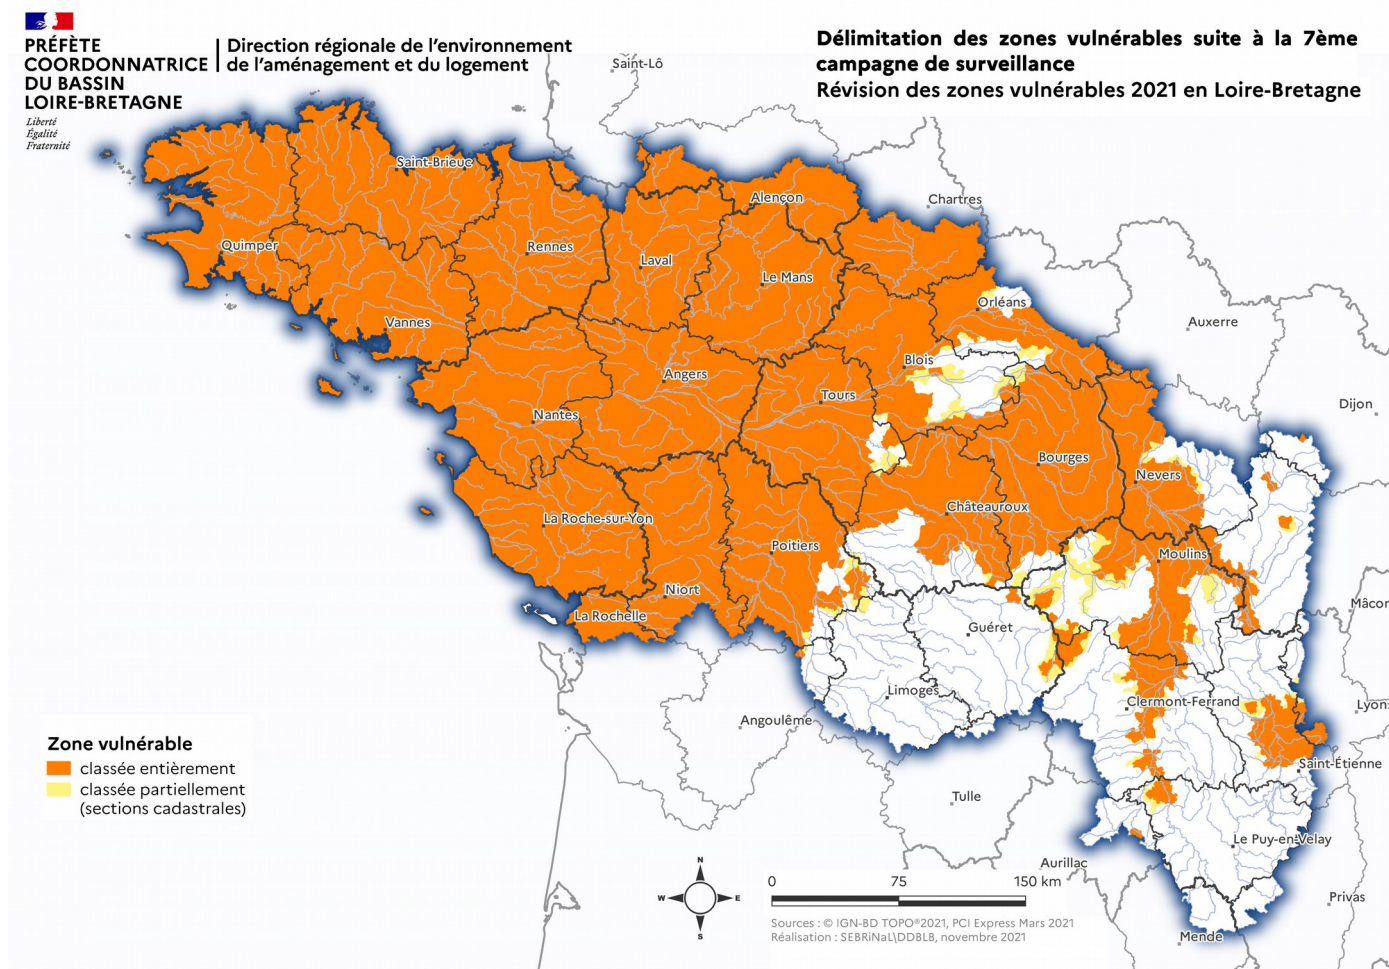 PRÉFÈTE
COORDONNATRICE
DU BASSIN
LOIRE-BRETAGNE
Liberté
Égalité
Fraternité
Direction régionale de l'environnement
de l'aménagement et du logement
Délimitation des zones vulnérables suite à la 7ème
campagne de surveillance
Révision des zones vulnérables 2021 en Loire-Bretagne
Saint-Lô
Saint-Brieuc
Alençon
Chartres
Quimper
Rennes
Laval
Le Mans
Orléans
Auxerre
Vannes
Blois
Angers
Tours
Dijon
Nantes
Bourges
Nevers
La Roche-sur-Yon
Châteauroux
Poitiers
Moulins
Niort
La Rochelle
Mâcon
Guéret
Limoges
Clermont-Ferrand
Lyon
Angoulême
Saint-Étienne
Tulle
Le Puy-en-Velay
Aurillac
Privas
Mende
Zone vulnérable
classée entièrement
classée partiellement
(sections cadastrales)
N
W
E
S
0
75
150 km
Sources : © IGN-BD TOPO®2021, PCI Express Mars 2021
Réalisation : SEBRiNaL\DDBLB, novembre 2021